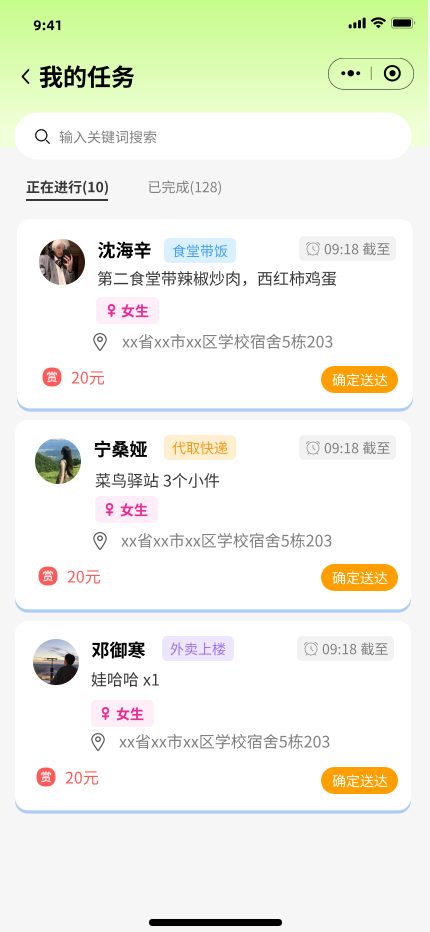 9:41
我的任务
输入关键词搜索
正在进行(10) 已完成(128)
沈海辛 食堂带饭 09:18 截至
第二食堂带辣椒炒肉，西红柿鸡蛋
女生
xx省xx市xx区学校宿舍5栋203
赏 20元 确定送达
宁桑娅 代取快递 09:18 截至
菜鸟驿站 3个小件
女生
xx省xx市xx区学校宿舍5栋203
赏 20元 确定送达
邓御寒 外卖上楼 09:18 截至
娃哈哈 x1
女生
xx省xx市xx区学校宿舍5栋203
赏 20元 确定送达